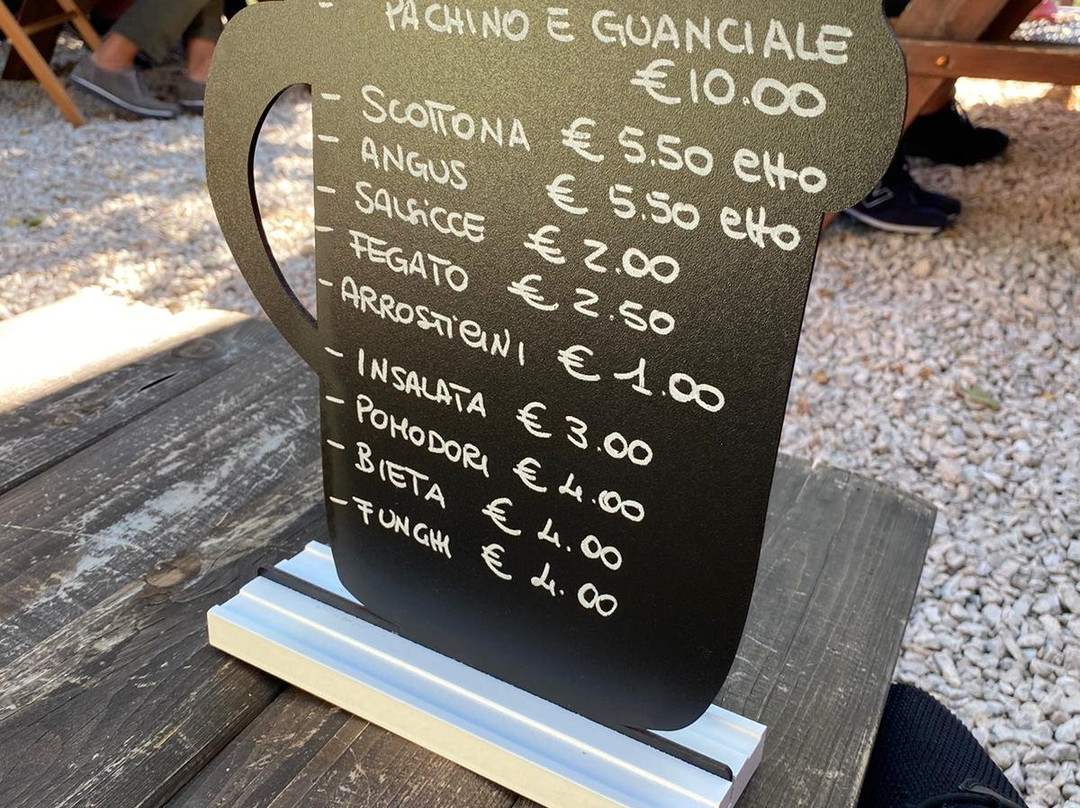 - PACHINO E GUANCIALE
€10.00
- SCOTTONA € 5.50 etto
- ANGUS € 5.50 etto
- SALSICCE € 2.00
- FEGATO € 2.50
- ARROSTICINI € 1.00
- INSALATA € 3.00
- POMODORI € 4.00
- BIETA € 4.00
- FUNGHI € 4.00